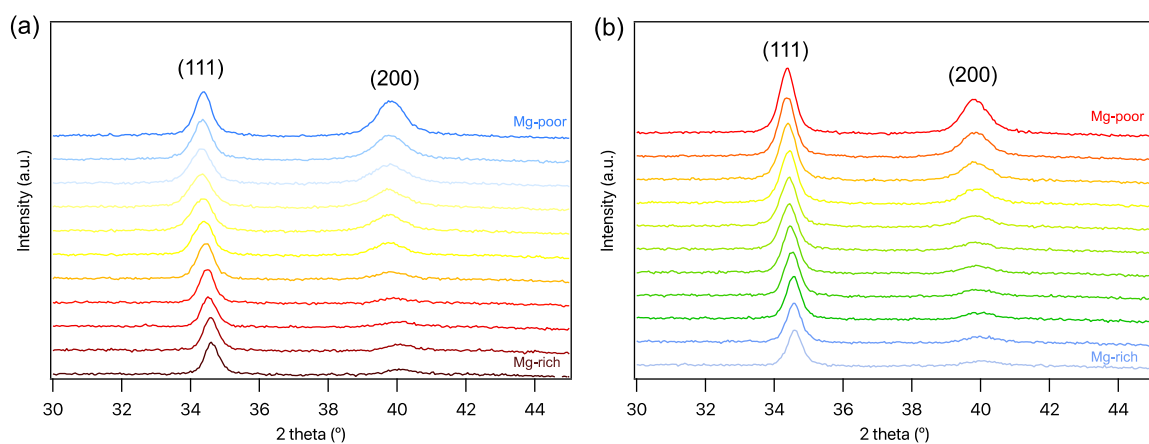 (a)
(111)
(200)
Mg-poor
Mg-rich
Intensity (a.u.)
30 32 34 36 38 40 42 44
2 theta (º)
(b)
(111)
(200)
Mg-poor
Mg-rich
Intensity (a.u.)
30 32 34 36 38 40 42 44
2 theta (º)